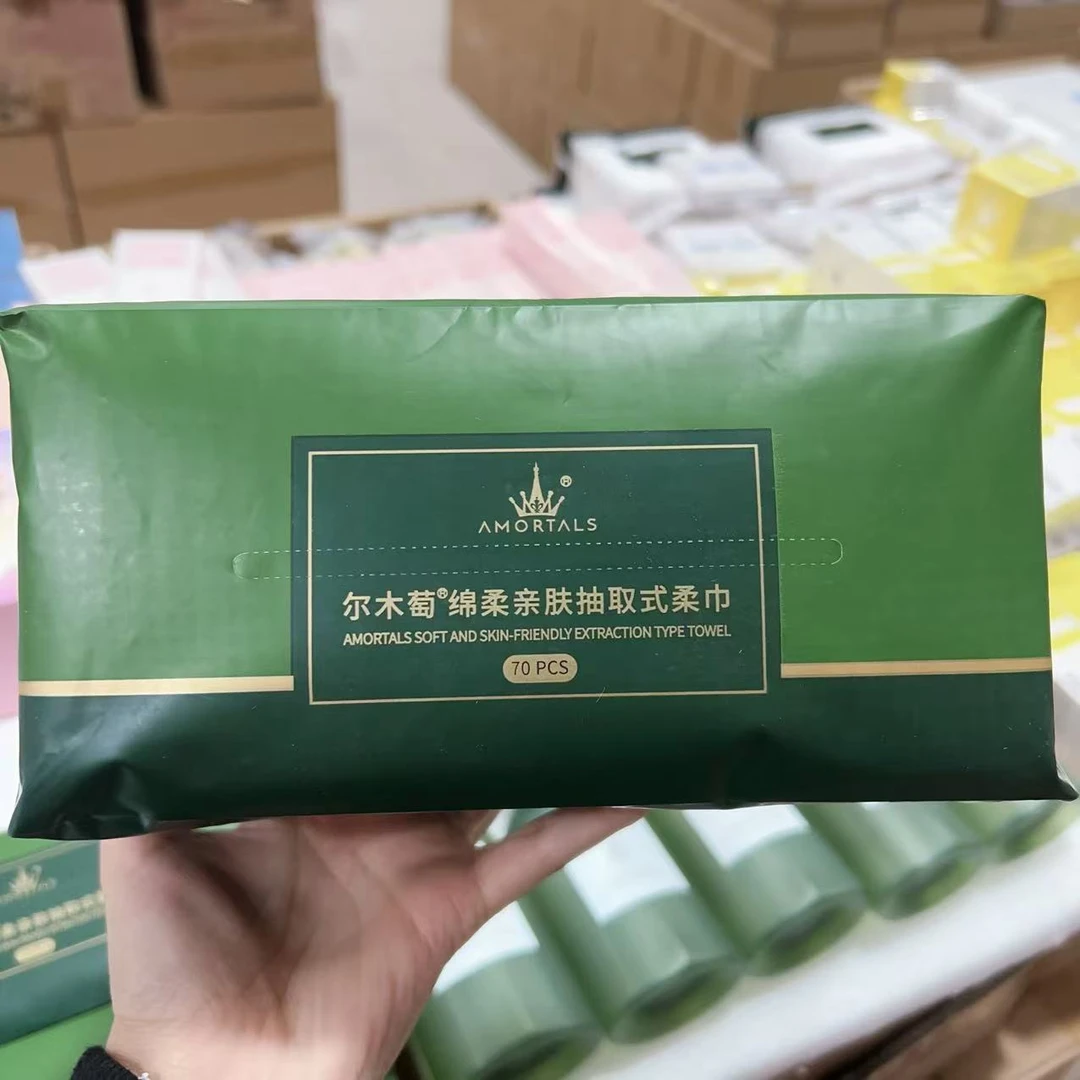 ®
AMORTALS
尔木萄®绵柔亲肤抽取式柔巾
AMORTALS SOFT AND SKIN-FRIENDLY EXTRACTION TYPE TOWEL
70 PCS